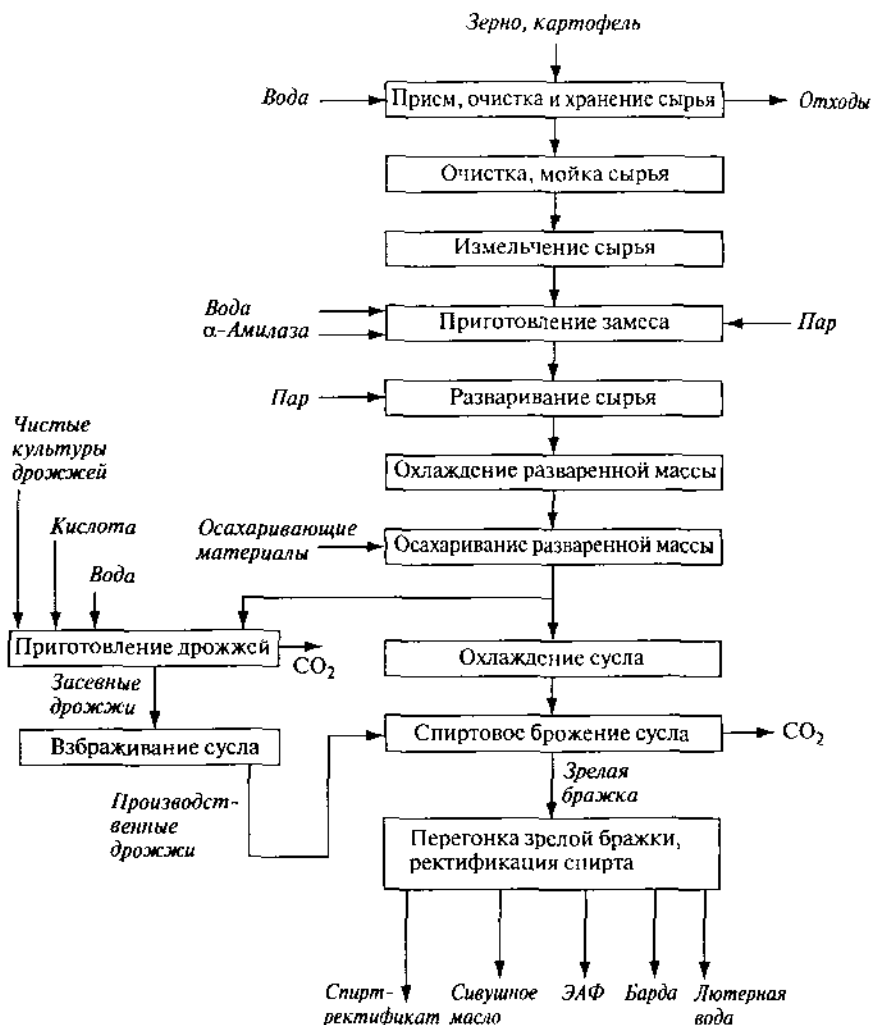 Зерно, картофель
Вода
Прием, очистка и хранение сырья
Отходы
Очистка, мойка сырья
Измельчение сырья
Вода
α-Амилаза
Приготовление замеса
Пар
Пар
Разваривание сырья
Чистые
культуры
дрожжей
Охлаждение разваренной массы
Кислота
Осахаривающие
материалы
Осахаривание разваренной массы
Вода
Приготовление дрожжей
CO₂
Охлаждение сусла
Засевные
дрожжи
Взбраживание сусла
Спиртовое брожение сусла
CO₂
Зрелая
бражка
Производст-
венные
дрожжи
Перегонка зрелой бражки,
ректификация спирта
Спирт-
ректификат
Сивушное
масло
ЭАФ
Барда
Лютерная
вода